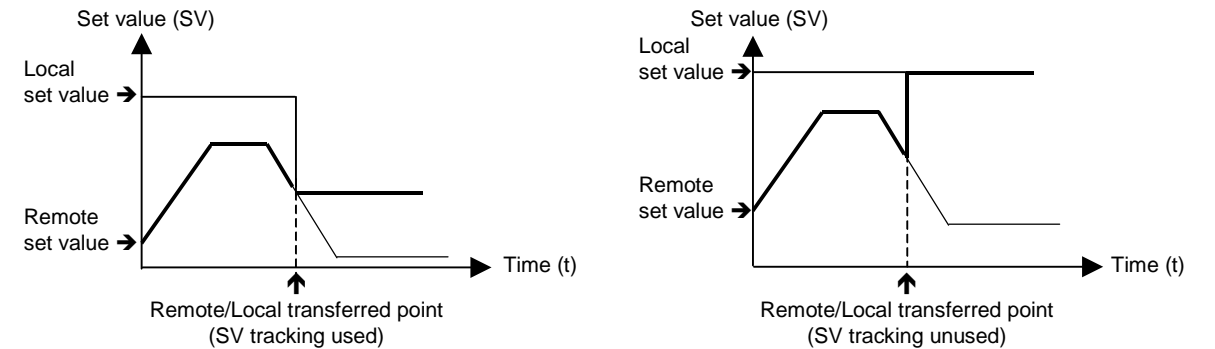 Set value (SV)
Local
set value ➔
Remote
set value ➔
Time (t)
Remote/Local transferred point
(SV tracking used)
Set value (SV)
Local
set value ➔
Remote
set value ➔
Time (t)
Remote/Local transferred point
(SV tracking unused)